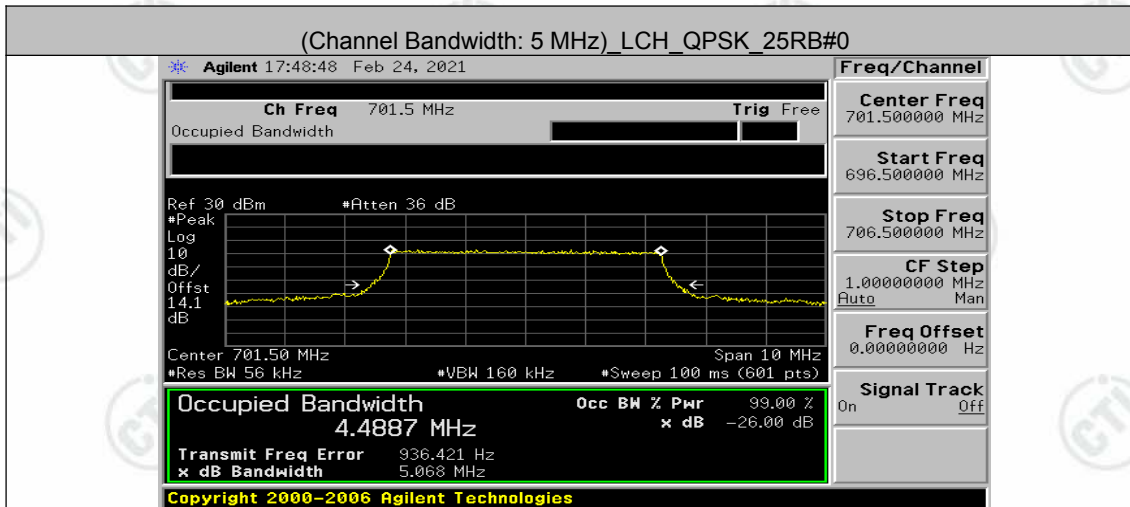 (Channel Bandwidth: 5 MHz)_LCH_QPSK_25RB#0
Agilent 17:48:48 Feb 24, 2021
Freq/Channel
Ch Freq 701.5 MHz Trig Free
Occupied Bandwidth
Center Freq
701.500000 MHz
Start Freq
696.500000 MHz
Stop Freq
706.500000 MHz
CF Step
1.00000000 MHz
Auto Man
Freq Offset
0.00000000 Hz
Signal Track
On Off
Ref 30 dBm #Atten 36 dB
#Peak
Log
10
dB/
Offst
14.1
dB
Center 701.50 MHz Span 10 MHz
#Res BW 56 kHz #VBW 160 kHz #Sweep 100 ms (601 pts)
Occupied Bandwidth Occ BW % Pwr 99.00 %
4.4887 MHz x dB -26.00 dB
Transmit Freq Error 936.421 Hz
x dB Bandwidth 5.068 MHz
Copyright 2000-2006 Agilent Technologies
CTI
CTI
CTI